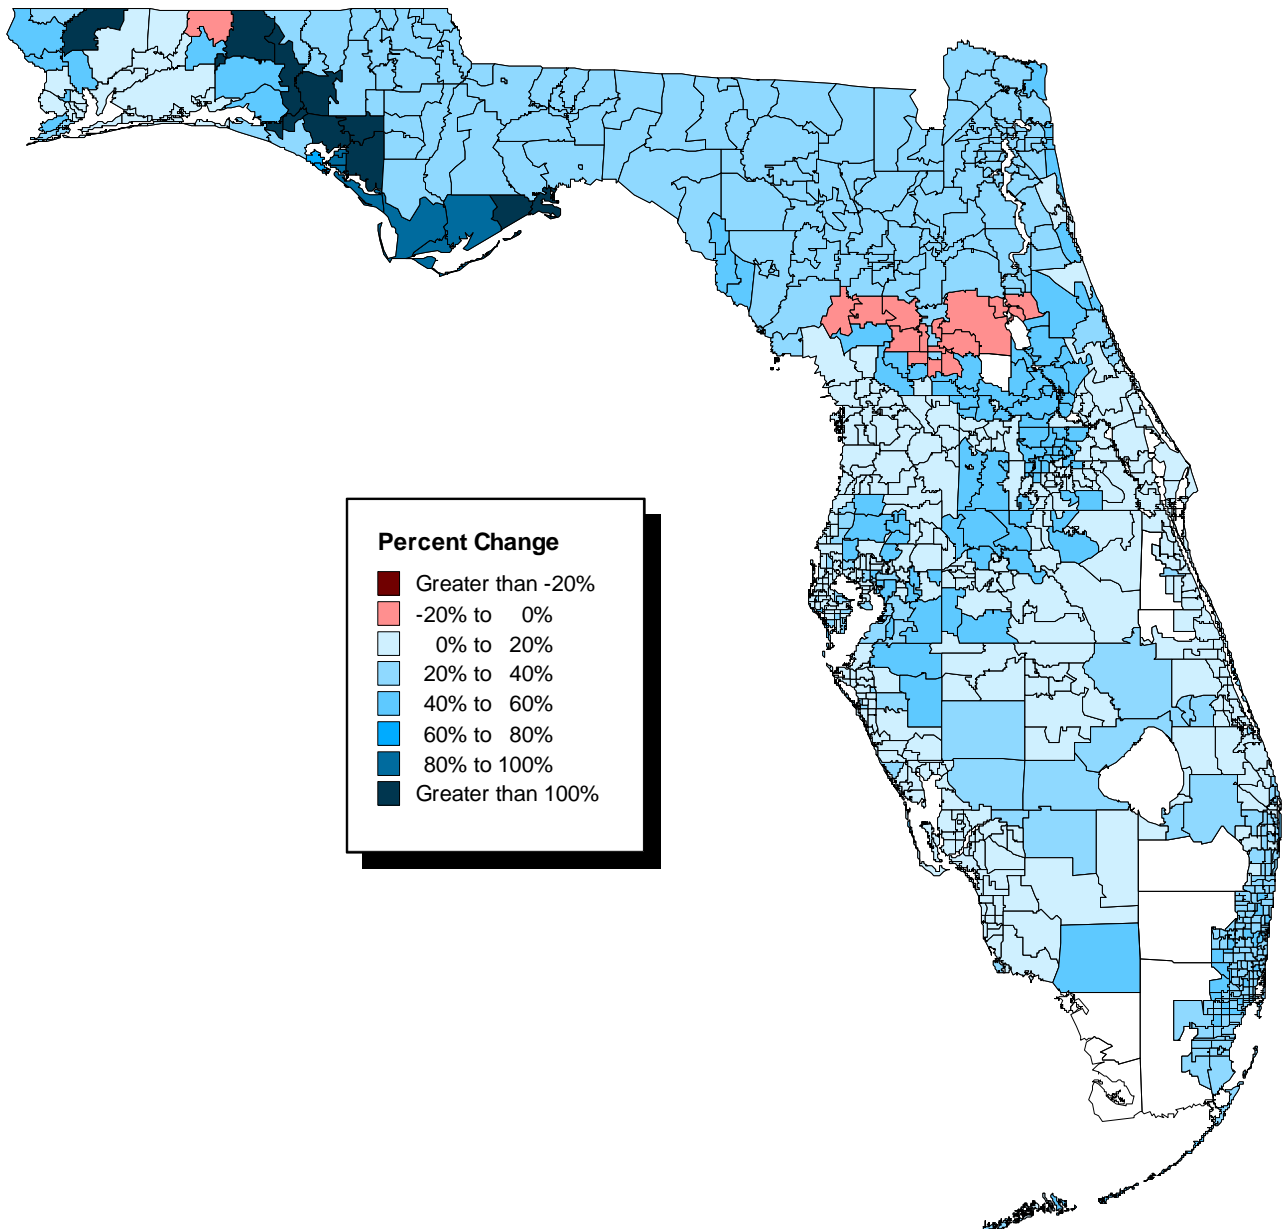 Percent Change
Greater than -20%
-20% to 0%
0% to 20%
20% to 40%
40% to 60%
60% to 80%
80% to 100%
Greater than 100%